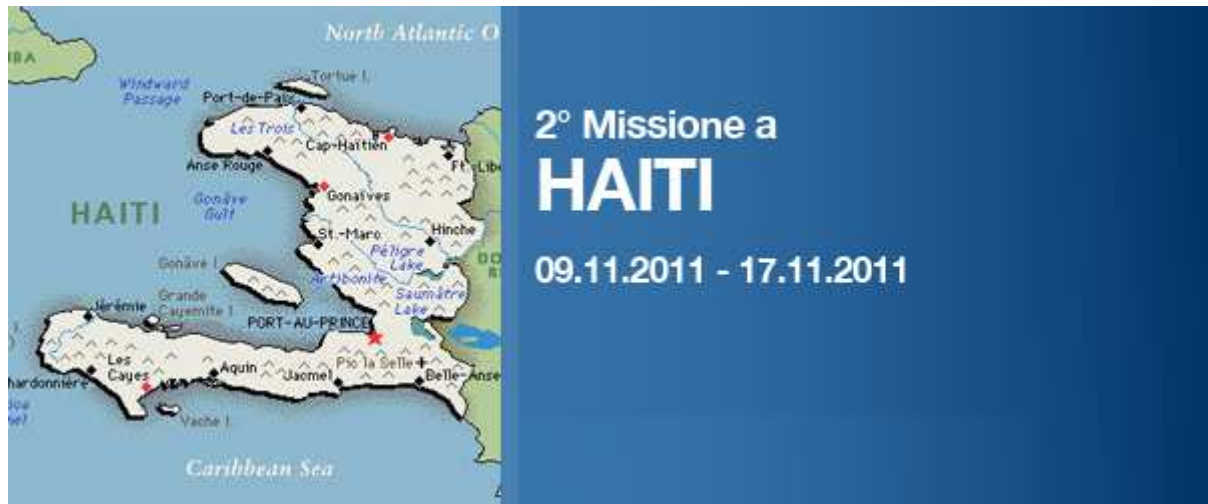 North Atlantic O
UBA
Windward
Passage
Tortue I.
Port-de-Paix
Les Trois
Cap-Haïtien
Anse Rouge
Ft.-Libe
HAITI
Gonâve
Gulf
Gonaïves
St.-Marc
Hinche
Péligre
Lake
Gonâve I.
Artibonite
Saumâtre
Lake
Jérémie
Grande
Cayemite I.
PORT-AU-PRINCE
Les
Cayes
Aquin
Jacmel
Pic la Selle
Belle-Anse
hardonnière
Vache I.
Caribbean Sea
2° Missione a
HAITI
09.11.2011 - 17.11.2011